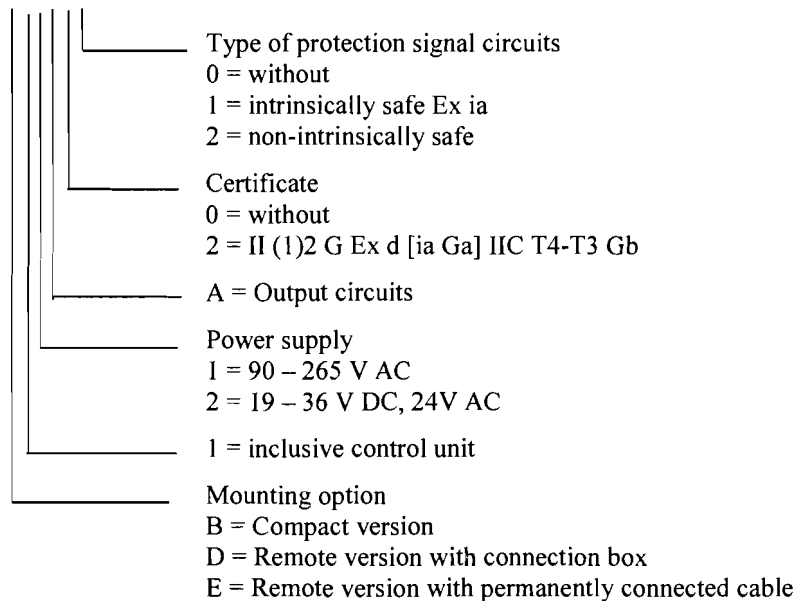 Type of protection signal circuits
0 = without
1 = intrinsically safe Ex ia
2 = non-intrinsically safe
Certificate
0 = without
2 = II (1)2 G Ex d [ia Ga] IIC T4-T3 Gb
A = Output circuits
Power supply
1 = 90 – 265 V AC
2 = 19 – 36 V DC, 24V AC
1 = inclusive control unit
Mounting option
B = Compact version
D = Remote version with connection box
E = Remote version with permanently connected cable